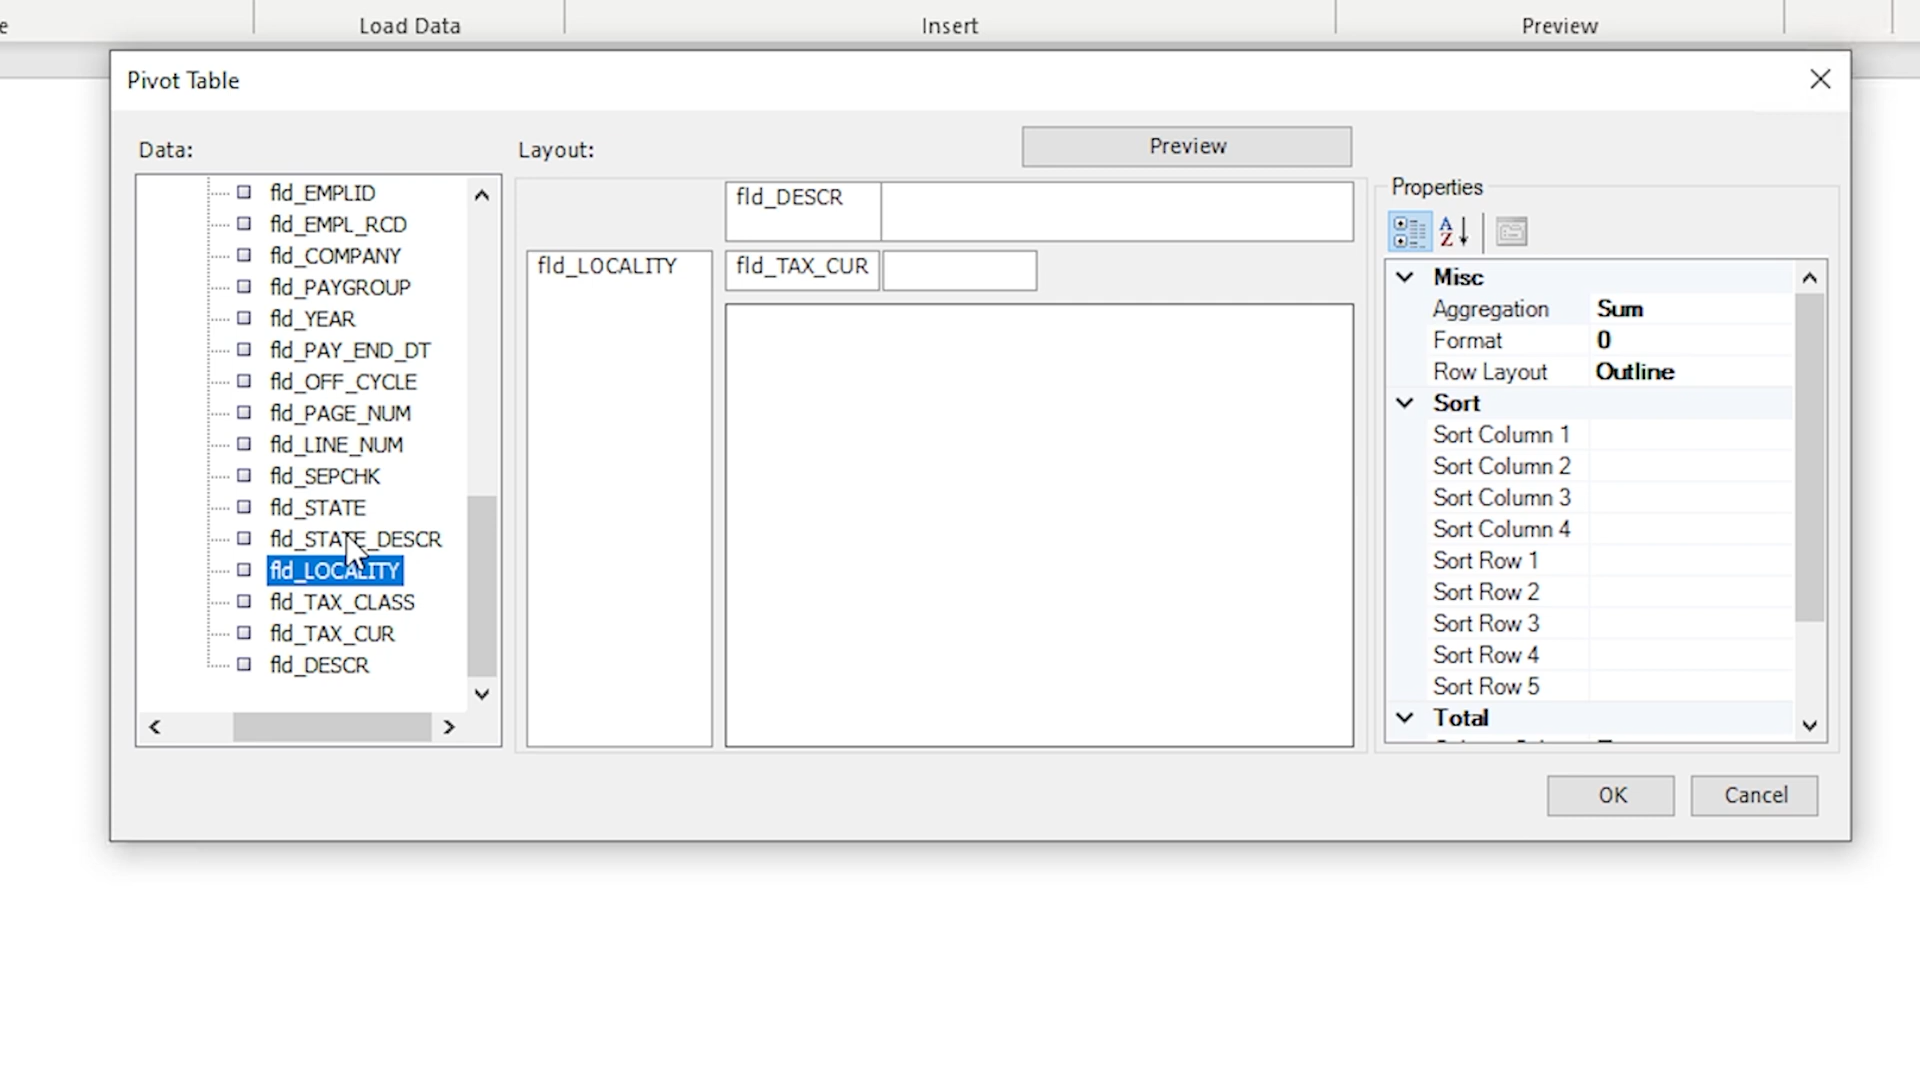 e
Load Data
Insert
Preview
Pivot Table
Data:
Layout:
Preview
fld_EMPLID
fld_EMPL_RCD
fld_COMPANY
fld_PAYGROUP
fld_YEAR
fld_PAY_END_DT
fld_OFF_CYCLE
fld_PAGE_NUM
fld_LINE_NUM
fld_SEPCHK
fld_STATE
fld_STATE_DESCR
fld_LOCALITY
fld_TAX_CLASS
fld_TAX_CUR
fld_DESCR
fld_DESCR
fld_LOCALITY
fld_TAX_CUR
Properties
Misc
Aggregation Sum
Format 0
Row Layout Outline
Sort
Sort Column 1
Sort Column 2
Sort Column 3
Sort Column 4
Sort Row 1
Sort Row 2
Sort Row 3
Sort Row 4
Sort Row 5
Total
OK
Cancel